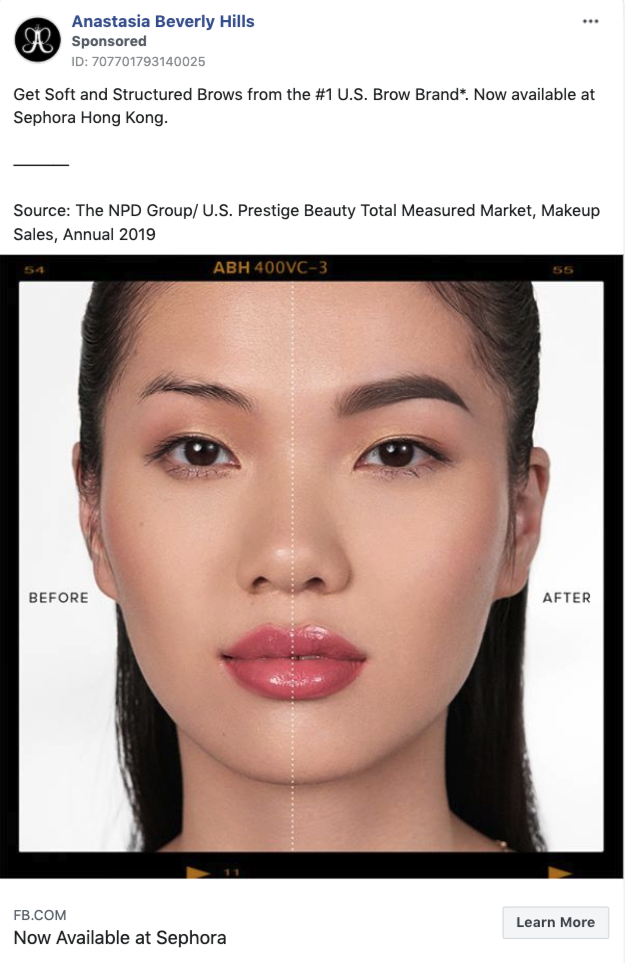 Anastasia Beverly Hills
Sponsored
ID: 707701793140025
Get Soft and Structured Brows from the #1 U.S. Brow Brand*. Now available at
Sephora Hong Kong.
Source: The NPD Group/ U.S. Prestige Beauty Total Measured Market, Makeup
Sales, Annual 2019
54 ABH 400VC-3 55
BEFORE AFTER
11
FB.COM
Now Available at Sephora
Learn More